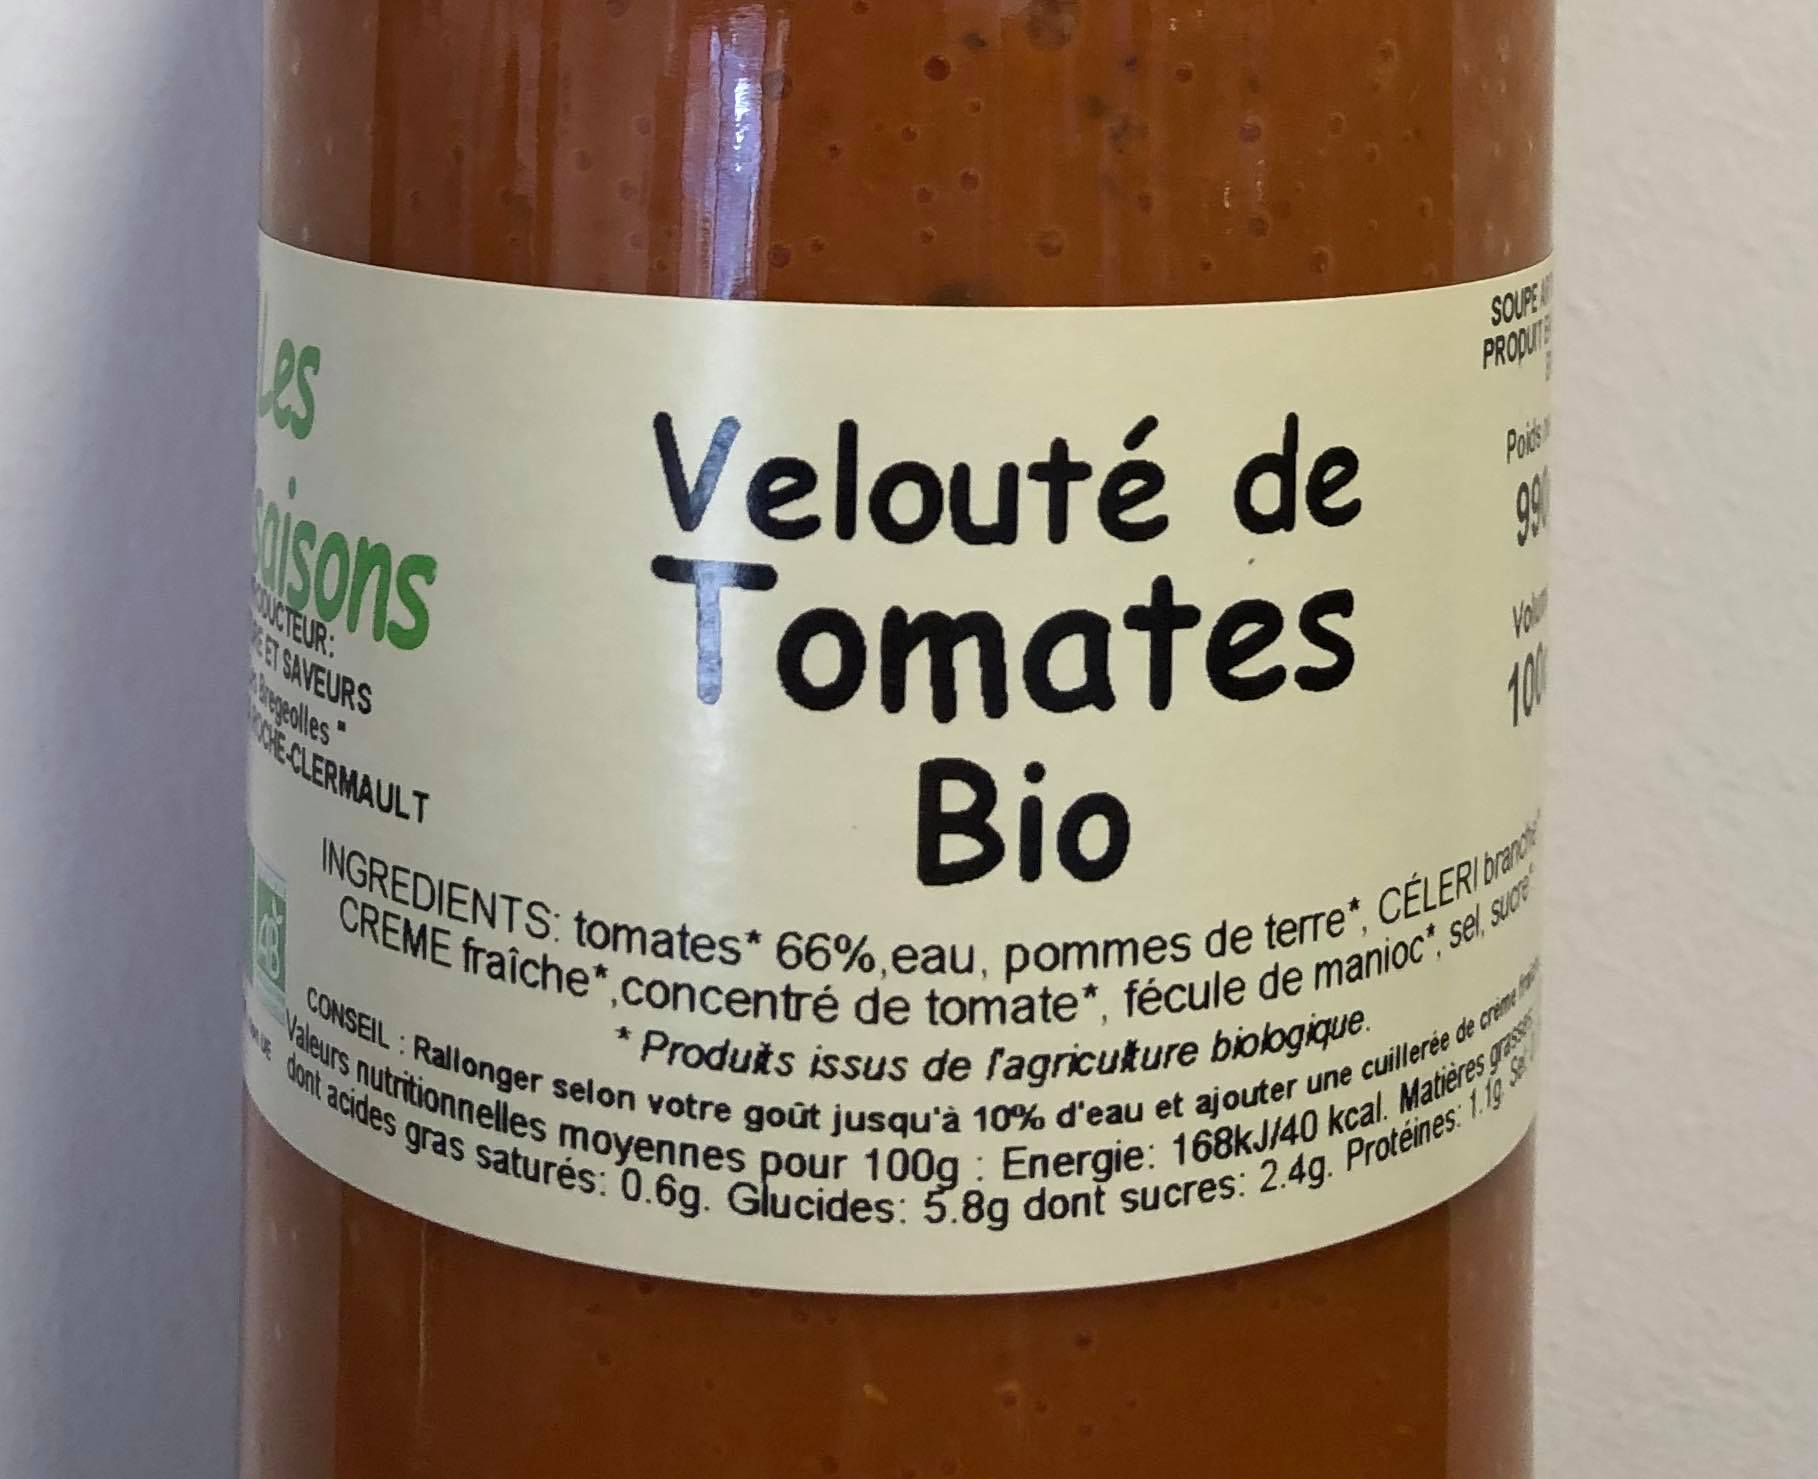 Les
saisons
ET SAVEURS
Bregeolles "
ROCHE-CLERMAULT
AB
Velouté de
Tomates
Bio
SOUPE
PRODUIT
Poids
INGREDIENTS: tomates* 66%,eau, pommes de terre*, CÉLERI branche*
CREME fraîche*,concentré de tomate*, fécule de manioc*, sel, sucre*
* Produits issus de l'agriculture biologique.
CONSEIL : Rallonger selon votre goût jusqu'à 10% d'eau et ajouter une cuillerée de crème
Valeurs nutritionnelles moyennes pour 100g : Energie: 168kJ/40 kcal. Matières grasses
dont acides gras saturés: 0.6g. Glucides: 5.8g dont sucres: 2.4g. Protéines: 1.1g.